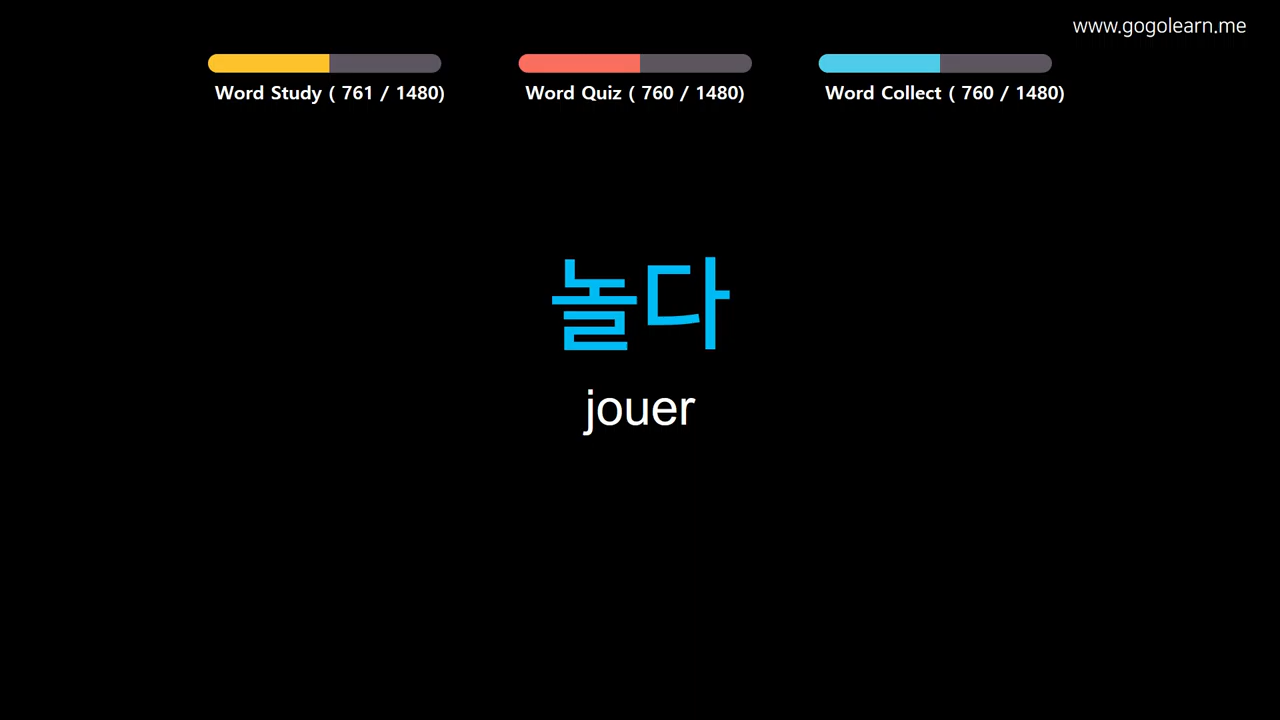 www.gogolearn.me
Word Study ( 761 / 1480)
Word Quiz ( 760 / 1480)
Word Collect ( 760 / 1480)
놀다
jouer